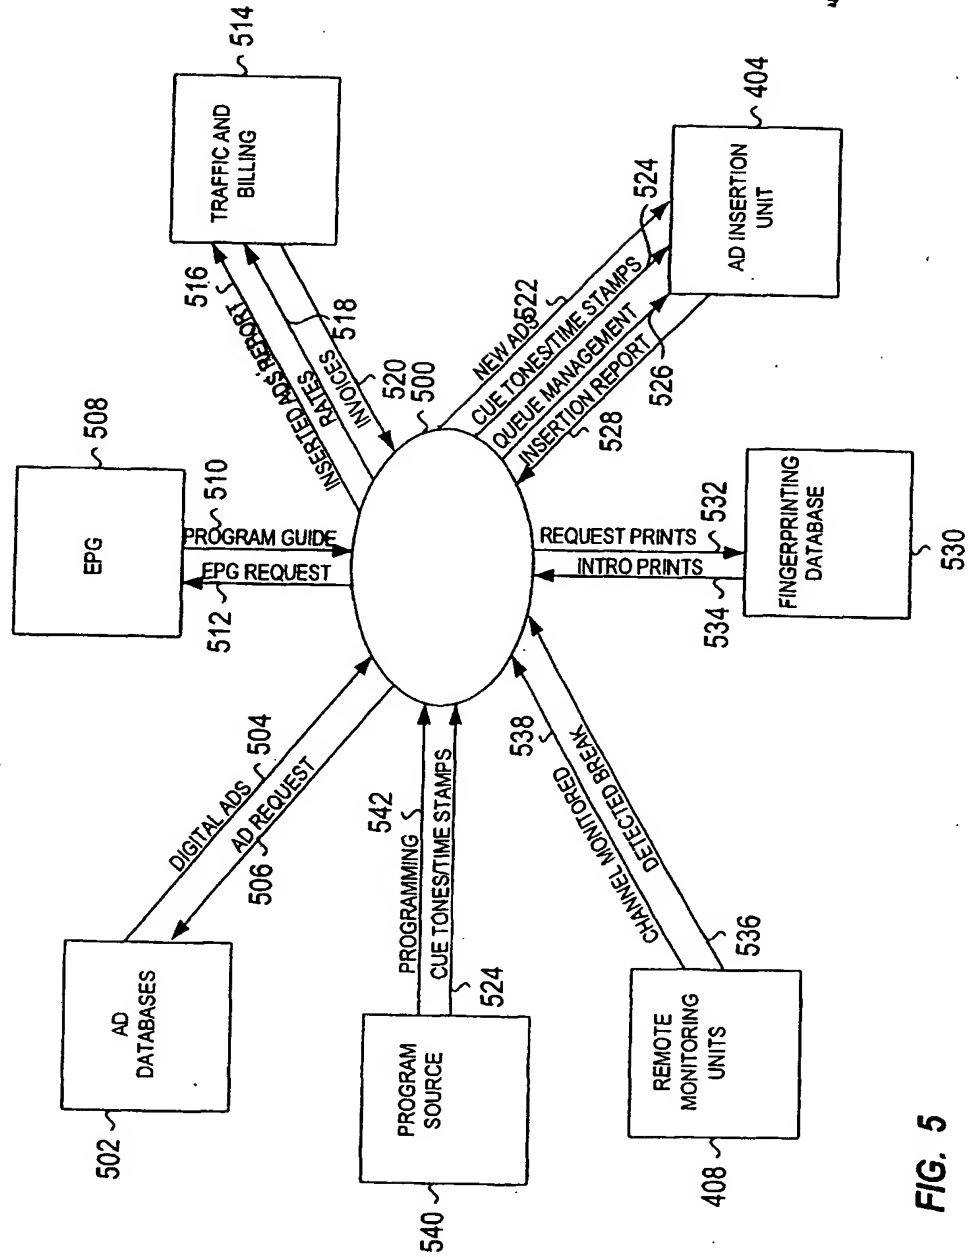 502
AD
DATABASES
DIGITAL ADS
504
AD REQUEST
506
508
EPG
PROGRAM GUIDE
510
EPG REQUEST
512
514
TRAFFIC AND
BILLING
INSERTED ADS' REPORT
516
RATES
518
INVOICES
520
500
540
PROGRAM
SOURCE
PROGRAMMING
542
CUE TONES/TIME STAMPS
524
408
REMOTE
MONITORING
UNITS
CHANNEL MONITORED
538
DETECTED BREAK
536
530
FINGERPRINTING
DATABASE
REQUEST PRINTS
532
INTRO PRINTS
534
404
AD INSERTION
UNIT
NEW ADS
522
CUE TONES/TIME STAMPS
524
QUEUE MANAGEMENT
526
INSERTION REPORT
528
FIG. 5